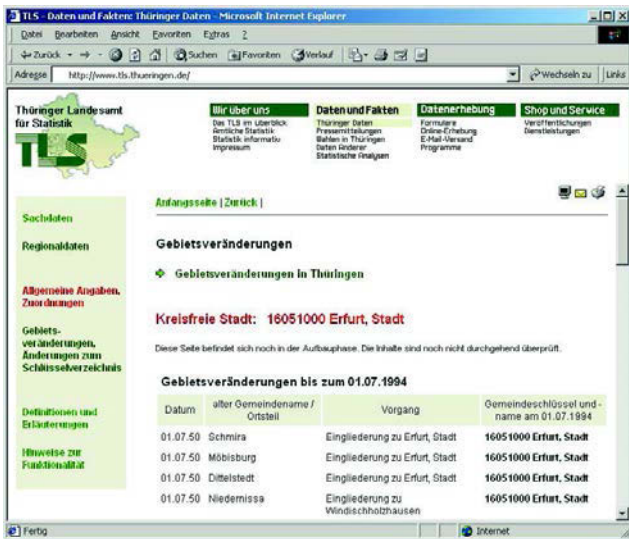 TLS - Daten und Fakten: Thüringer Daten - Microsoft Internet Explorer
Datei Bearbeiten Ansicht Favoriten Extras ?
Zurück Suchen Favoriten Verlauf
Adresse http://www.tls.thueringen.de/ Wechseln zu Links
Thüringer Landesamt
für Statistik
TLS
Wir über uns
Das TLS im Überblick
Amtliche Statistik
Statistik informativ
Impressum
Daten und Fakten
Thüringer Daten
Pressemitteilungen
Wahlen in Thüringen
Daten Anderer
Statistische Analysen
Datenerhebung
Formulare
Online-Erhebung
E-Mail-Versand
Programme
Shop und Service
Veröffentlichungen
Dienstleistungen
Sachdaten
Regionaldaten
Allgemeine Angaben,
Zuordnungen
Gebiets-
veränderungen,
Änderungen zum
Schlüsselverzeichnis
Definitionen und
Erläuterungen
Hinweise zur
Funktionalität
Anfangsseite | Zurück |
Gebietsveränderungen
Gebietsveränderungen in Thüringen
Kreisfreie Stadt: 16051000 Erfurt, Stadt
Diese Seite befindet sich noch in der Aufbauphase. Die Inhalte sind noch nicht durchgehend überprüft.
Gebietsveränderungen bis zum 01.07.1994
Datum alter Gemeindename / Ortsteil Vorgang Gemeindeschlüssel und -name am 01.07.1994
01.07.50 Schmira Eingliederung zu Erfurt, Stadt 16051000 Erfurt, Stadt
01.07.50 Möbisburg Eingliederung zu Erfurt, Stadt 16051000 Erfurt, Stadt
01.07.50 Dittelstedt Eingliederung zu Erfurt, Stadt 16051000 Erfurt, Stadt
01.07.50 Niedernissa Eingliederung zu Windischholzhausen 16051000 Erfurt, Stadt
Fertig Internet